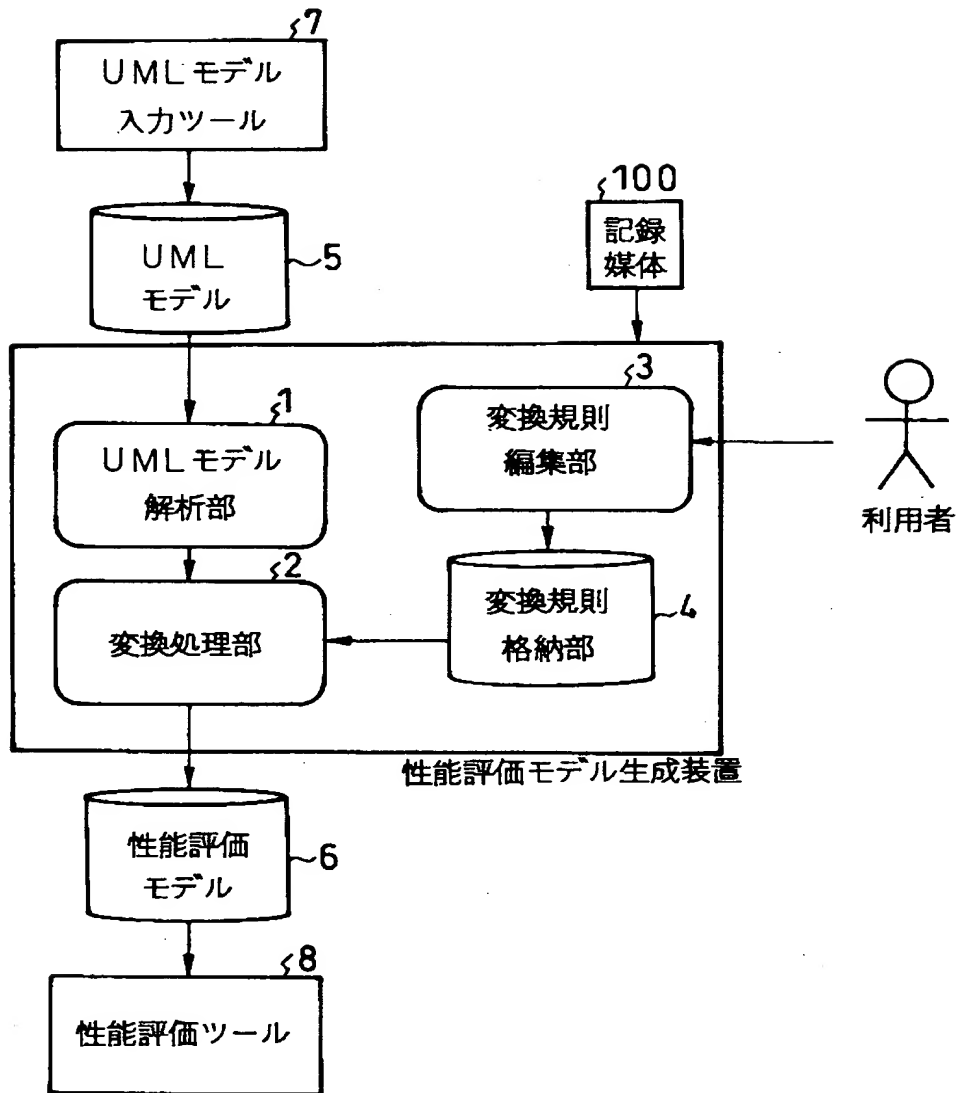 7
UMLモデル
入力ツール
UML
モデル
5
100
記録
媒体
1
UMLモデル
解析部
3
変換規則
編集部
利用者
2
変換処理部
変換規則
格納部
4
性能評価モデル生成装置
性能評価
モデル
6
8
性能評価ツール